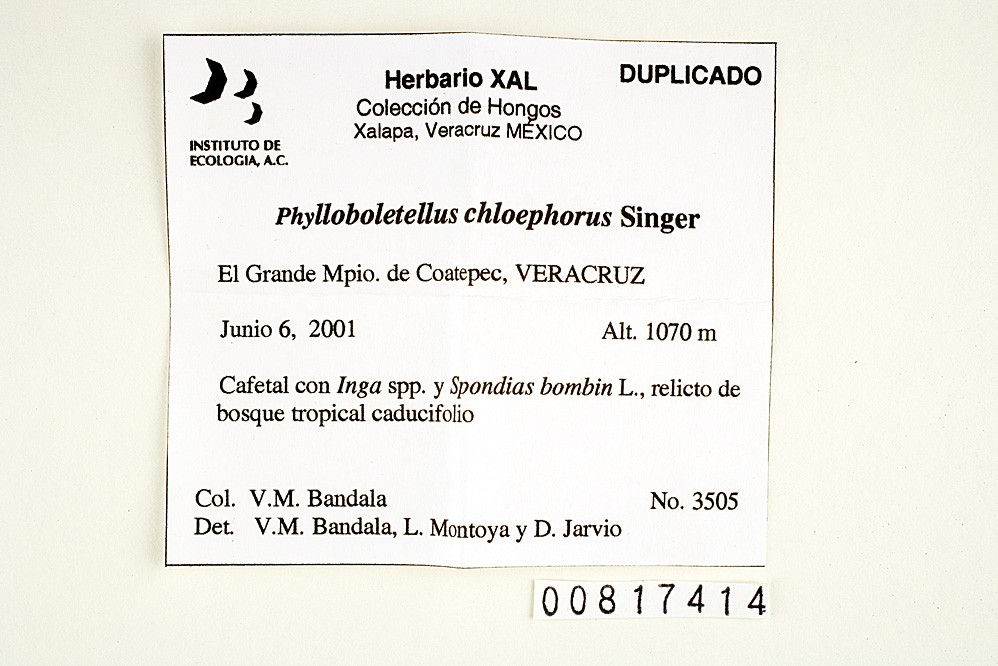 INSTITUTO DE
ECOLOGIA, A.C.
Herbario XAL
Colección de Hongos
Xalapa, Veracruz MÉXICO
DUPLICADO
Phylloboletellus chloephorus Singer
El Grande Mpio. de Coatepec, VERACRUZ
Junio 6, 2001 Alt. 1070 m
Cafetal con Inga spp. y Spondias bombin L., relicto de
bosque tropical caducifolio
Col. V.M. Bandala No. 3505
Det. V.M. Bandala, L. Montoya y D. Jarvio
00817414